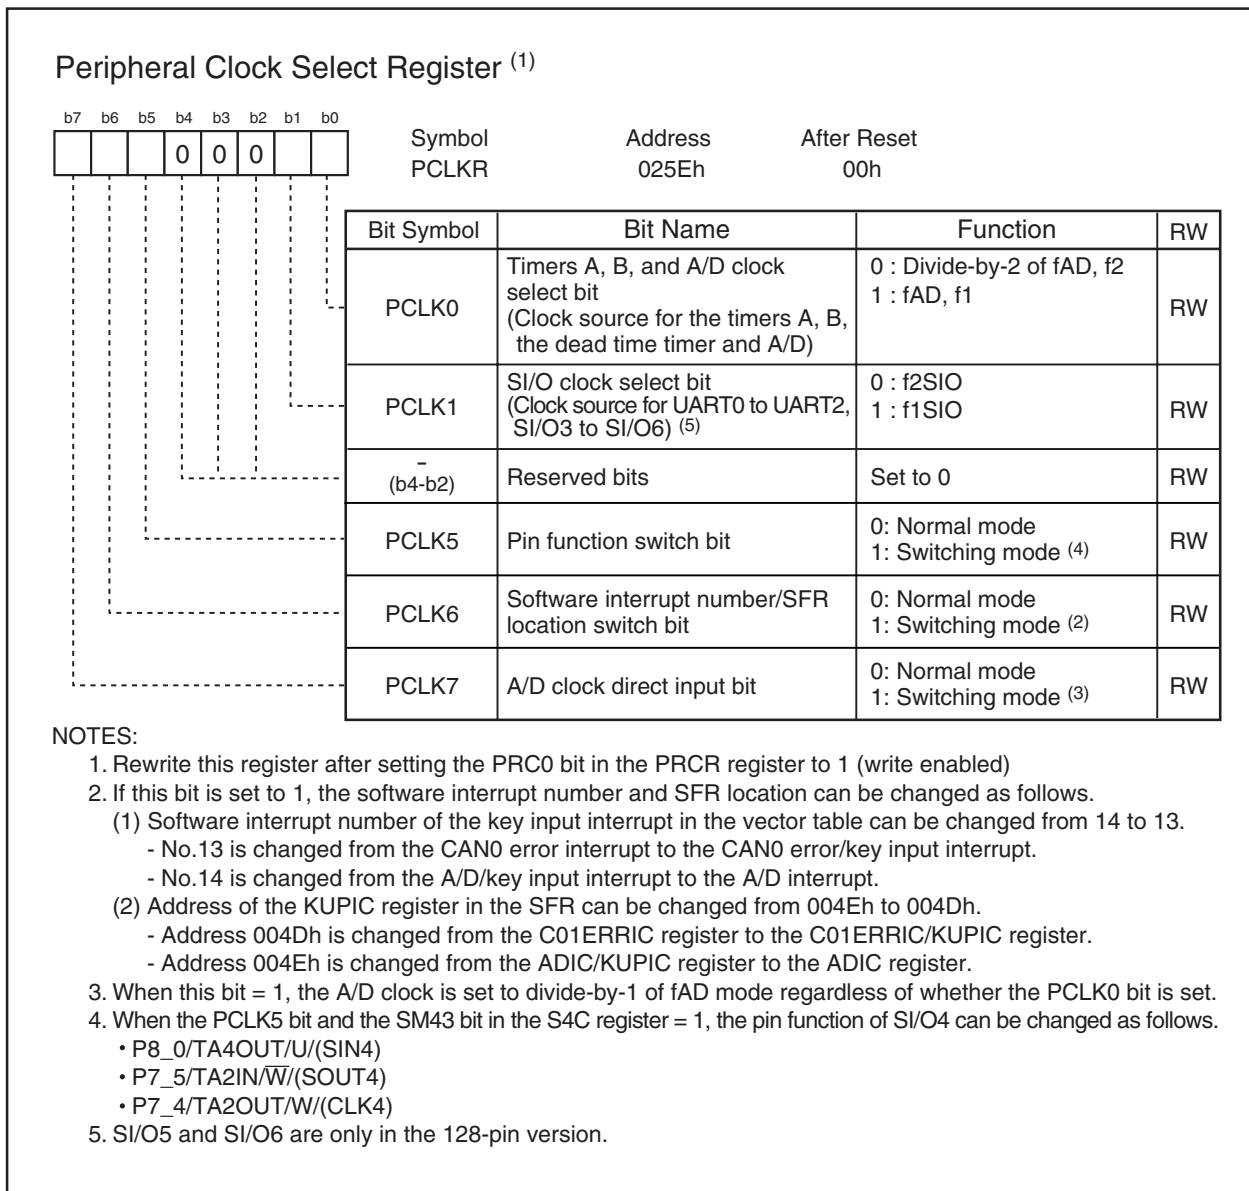 Peripheral Clock Select Register (1)
b7 b6 b5 b4 b3 b2 b1 b0
0 0 0
Symbol Address After Reset
PCLKR 025Eh 00h
Bit Symbol Bit Name Function RW
PCLK0
Timers A, B, and A/D clock
select bit
(Clock source for the timers A, B,
the dead time timer and A/D)
0 : Divide-by-2 of fAD, f2
1 : fAD, f1
RW
PCLK1
SI/O clock select bit
(Clock source for UART0 to UART2,
SI/O3 to SI/O6) (5)
0 : f2SIO
1 : f1SIO
RW
–
(b4-b2)
Reserved bits
Set to 0
RW
PCLK5
Pin function switch bit
0: Normal mode
1: Switching mode (4)
RW
PCLK6
Software interrupt number/SFR
location switch bit
0: Normal mode
1: Switching mode (2)
RW
PCLK7
A/D clock direct input bit
0: Normal mode
1: Switching mode (3)
RW
NOTES:
1. Rewrite this register after setting the PRC0 bit in the PRCR register to 1 (write enabled)
2. If this bit is set to 1, the software interrupt number and SFR location can be changed as follows.
(1) Software interrupt number of the key input interrupt in the vector table can be changed from 14 to 13.
- No.13 is changed from the CAN0 error interrupt to the CAN0 error/key input interrupt.
- No.14 is changed from the A/D/key input interrupt to the A/D interrupt.
(2) Address of the KUPIC register in the SFR can be changed from 004Eh to 004Dh.
- Address 004Dh is changed from the C01ERRIC register to the C01ERRIC/KUPIC register.
- Address 004Eh is changed from the ADIC/KUPIC register to the ADIC register.
3. When this bit = 1, the A/D clock is set to divide-by-1 of fAD mode regardless of whether the PCLK0 bit is set.
4. When the PCLK5 bit and the SM43 bit in the S4C register = 1, the pin function of SI/O4 can be changed as follows.
• P8_0/TA4OUT/U/(SIN4)
• P7_5/TA2IN/W̅/(SOUT4)
• P7_4/TA2OUT/W/(CLK4)
5. SI/O5 and SI/O6 are only in the 128-pin version.